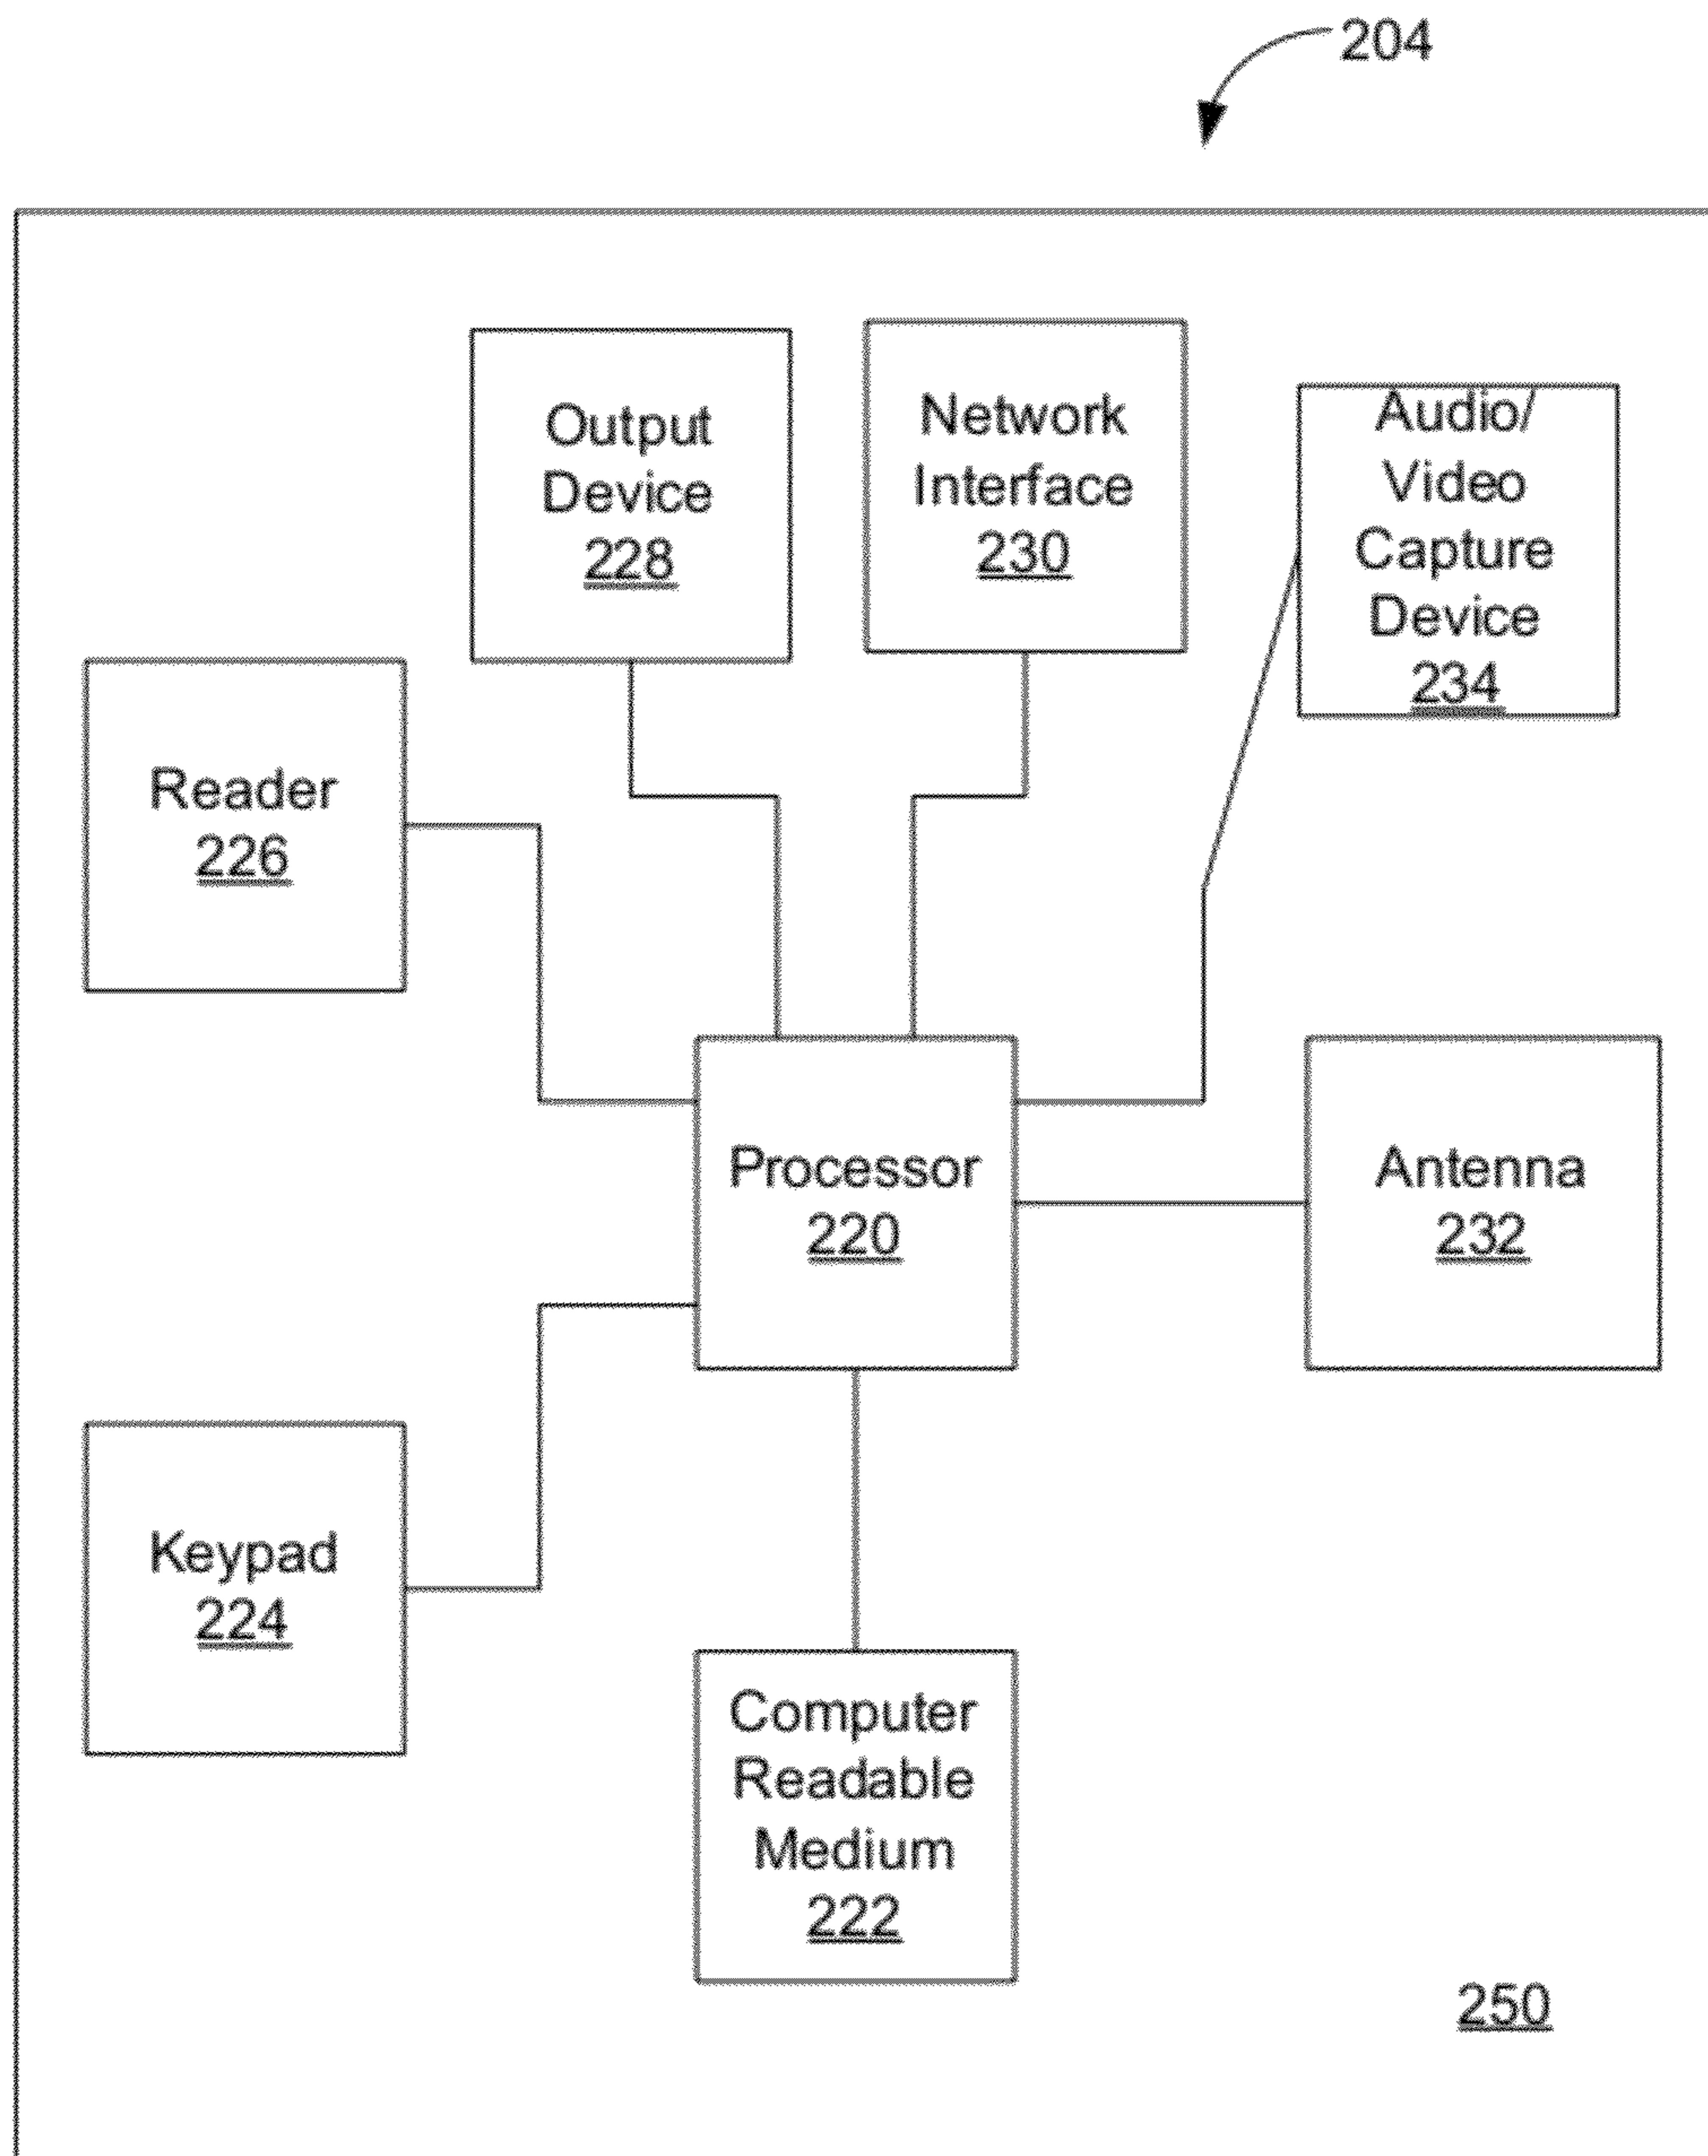 204
Output
Device
228
Network
Interface
230
Audio/
Video
Capture
Device
234
Reader
226
Processor
220
Antenna
232
Keypad
224
Computer
Readable
Medium
222
250